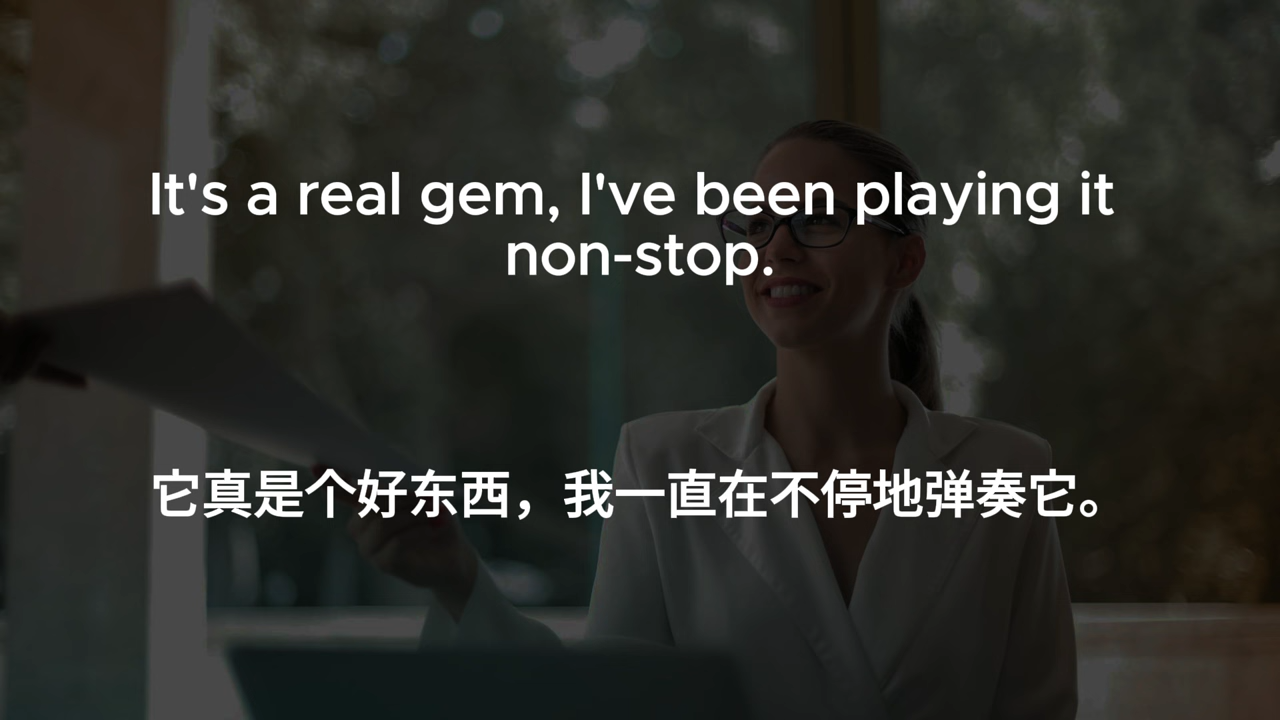 It's a real gem, I've been playing it
non-stop.
它真是个好东西，我一直在不停地弹奏它。